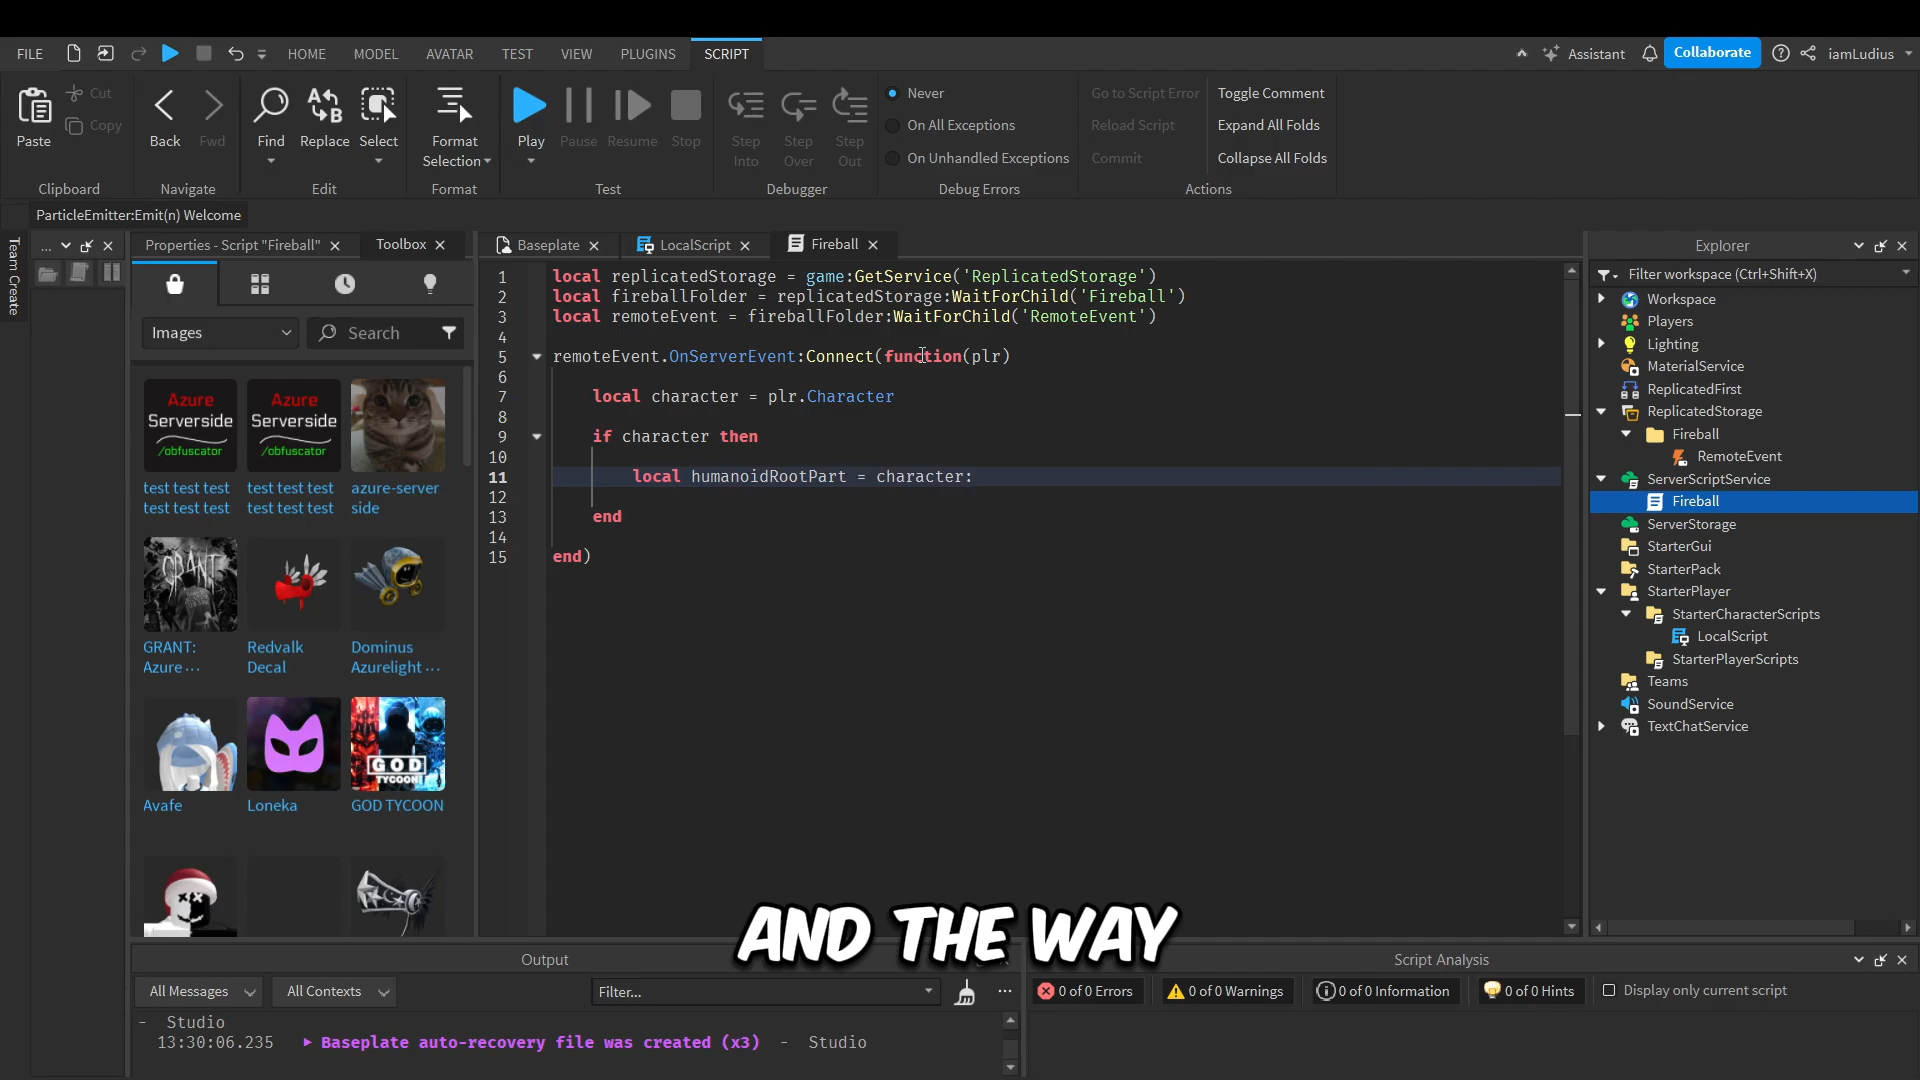 FILE HOME MODEL AVATAR TEST VIEW PLUGINS SCRIPT Assistant Collaborate iamLudius
Paste Cut Copy Back Fwd Find Replace Select Format Selection Play Pause Resume Stop Step Into Step Over Step Out
Never
On All Exceptions
On Unhandled Exceptions
Go to Script Error
Reload Script
Commit
Toggle Comment
Expand All Folds
Collapse All Folds
Clipboard Navigate Edit Format Test Debugger Debug Errors Actions
ParticleEmitter:Emit(n) Welcome
Team Create
...
Properties - Script "Fireball"
Toolbox
Images
Search
Azure Serverside /obfuscator
Azure Serverside /obfuscator
test test test test test test
test test test test test test
azure-server side
GRANT
GRANT: Azure ...
Redvalk Decal
Dominus Azurelight ...
GOD TYCOON
Avafe
Loneka
GOD TYCOON
Baseplate
LocalScript
Fireball
1 local replicatedStorage = game:GetService('ReplicatedStorage')
2 local fireballFolder = replicatedStorage:WaitForChild('Fireball')
3 local remoteEvent = fireballFolder:WaitForChild('RemoteEvent')
4
5 remoteEvent.OnServerEvent:Connect(function(plr)
6
7 local character = plr.Character
8
9 if character then
10
11 local humanoidRootPart = character:
12
13 end
14
15 end)
Explorer
Filter workspace (Ctrl+Shift+X)
Workspace
Players
Lighting
MaterialService
ReplicatedFirst
ReplicatedStorage
Fireball
RemoteEvent
ServerScriptService
Fireball
ServerStorage
StarterGui
StarterPack
StarterPlayer
StarterCharacterScripts
LocalScript
StarterPlayerScripts
Teams
SoundService
TextChatService
AND THE WAY
Output
All Messages All Contexts Filter... ...
- Studio
13:30:06.235 Baseplate auto-recovery file was created (x3) - Studio
Script Analysis
0 of 0 Errors 0 of 0 Warnings 0 of 0 Information 0 of 0 Hints Display only current script